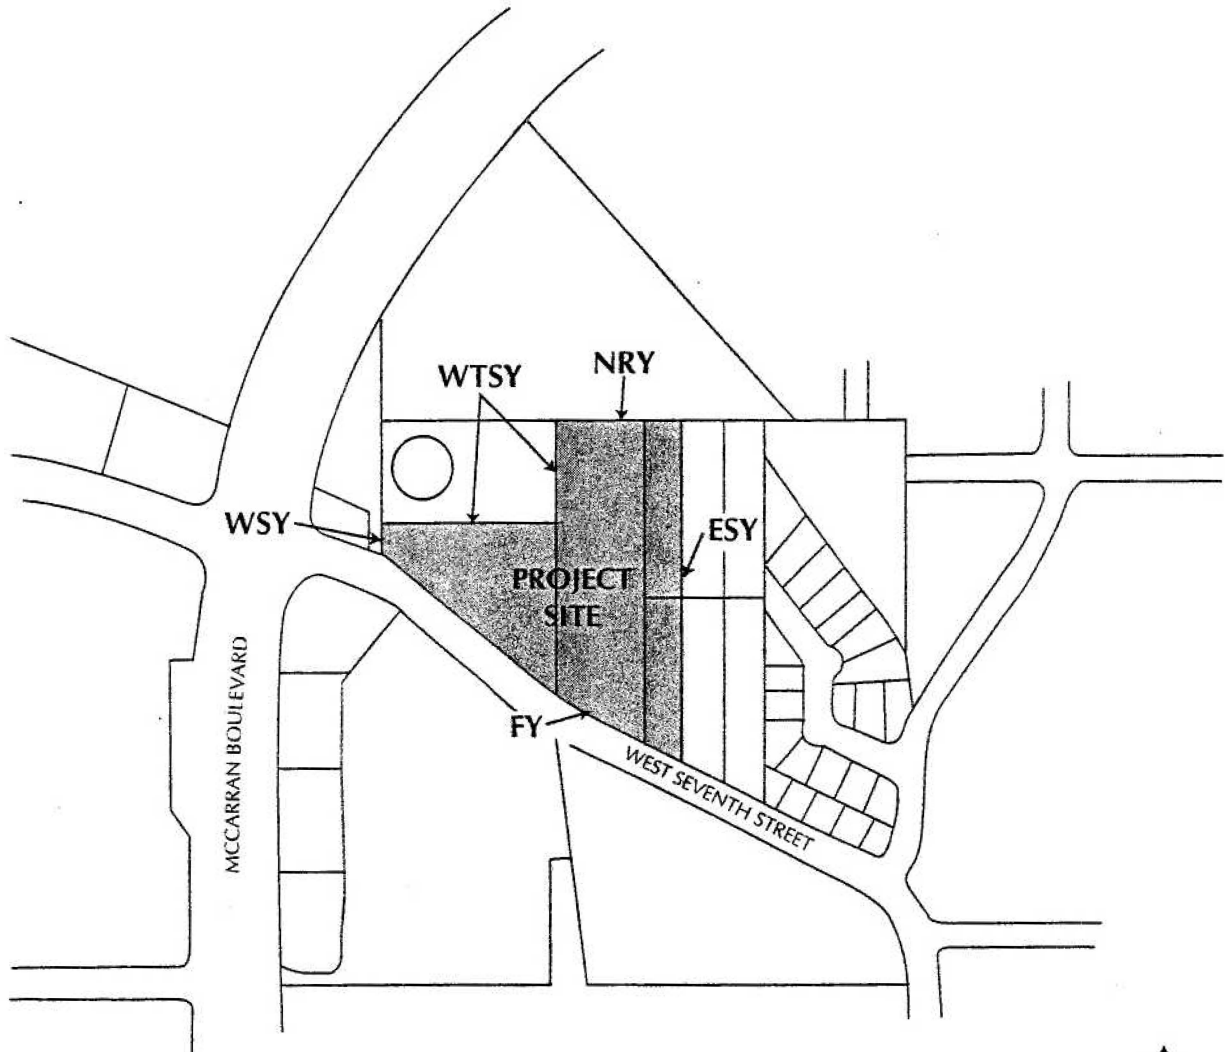 NRY
WTSY
WSY
ESY
PROJECT
SITE
FY
MCCARRAN BOULEVARD
WEST SEVENTH STREET